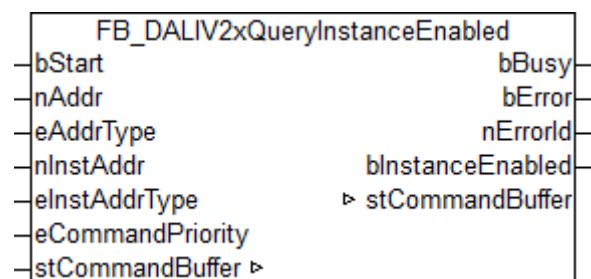 FB_DALIV2xQueryInstanceEnabled
bStart bBusy
nAddr bError
eAddrType nErrorId
nInstAddr bInstanceEnabled
eInstAddrType ▹ stCommandBuffer
eCommandPriority
stCommandBuffer ▹